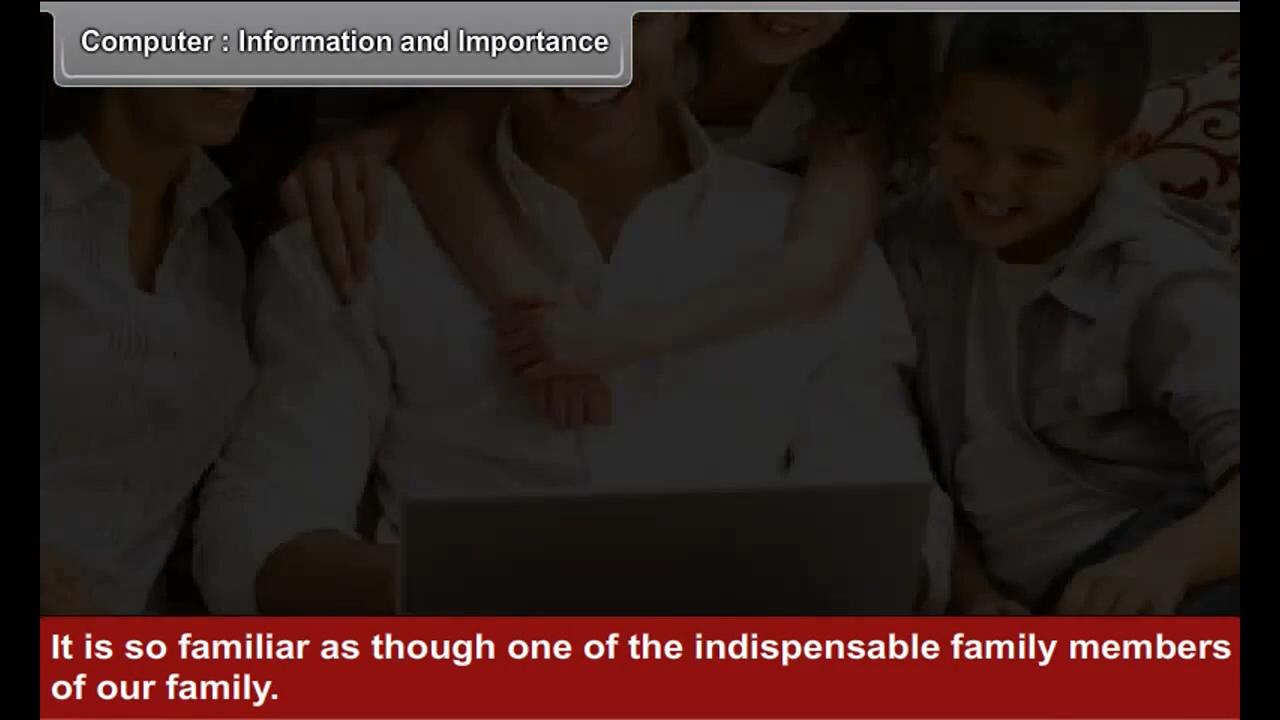 Computer : Information and Importance
It is so familiar as though one of the indispensable family members
of our family.